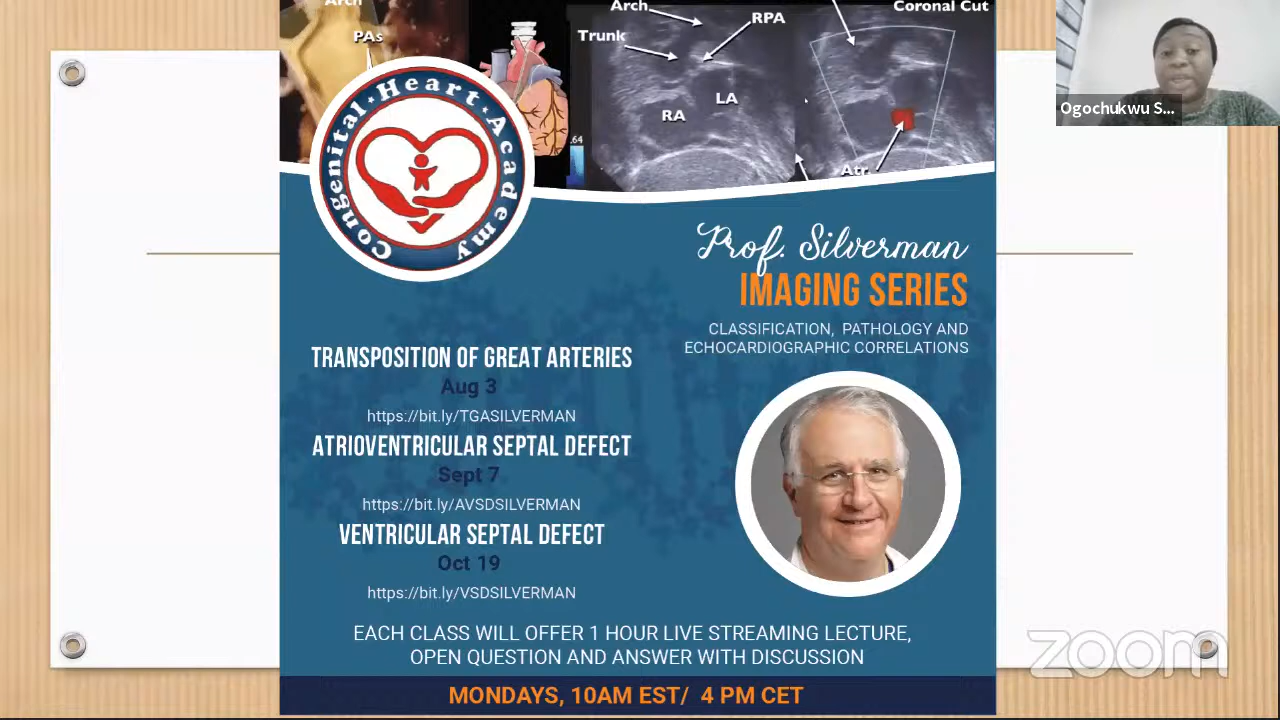 Arch
PAs
Arch
RPA
Trunk
LA
RA
Coronal Cut
Atr.
.64
Ogochukwu S...
Congenital · Heart · Academy
Prof. Silverman
IMAGING SERIES
CLASSIFICATION, PATHOLOGY AND
ECHOCARDIOGRAPHIC CORRELATIONS
TRANSPOSITION OF GREAT ARTERIES
Aug 3
https://bit.ly/TGASILVERMAN
ATRIOVENTRICULAR SEPTAL DEFECT
Sept 7
https://bit.ly/AVSDSILVERMAN
VENTRICULAR SEPTAL DEFECT
Oct 19
https://bit.ly/VSDSILVERMAN
EACH CLASS WILL OFFER 1 HOUR LIVE STREAMING LECTURE,
OPEN QUESTION AND ANSWER WITH DISCUSSION
MONDAYS, 10AM EST/ 4 PM CET
zoom